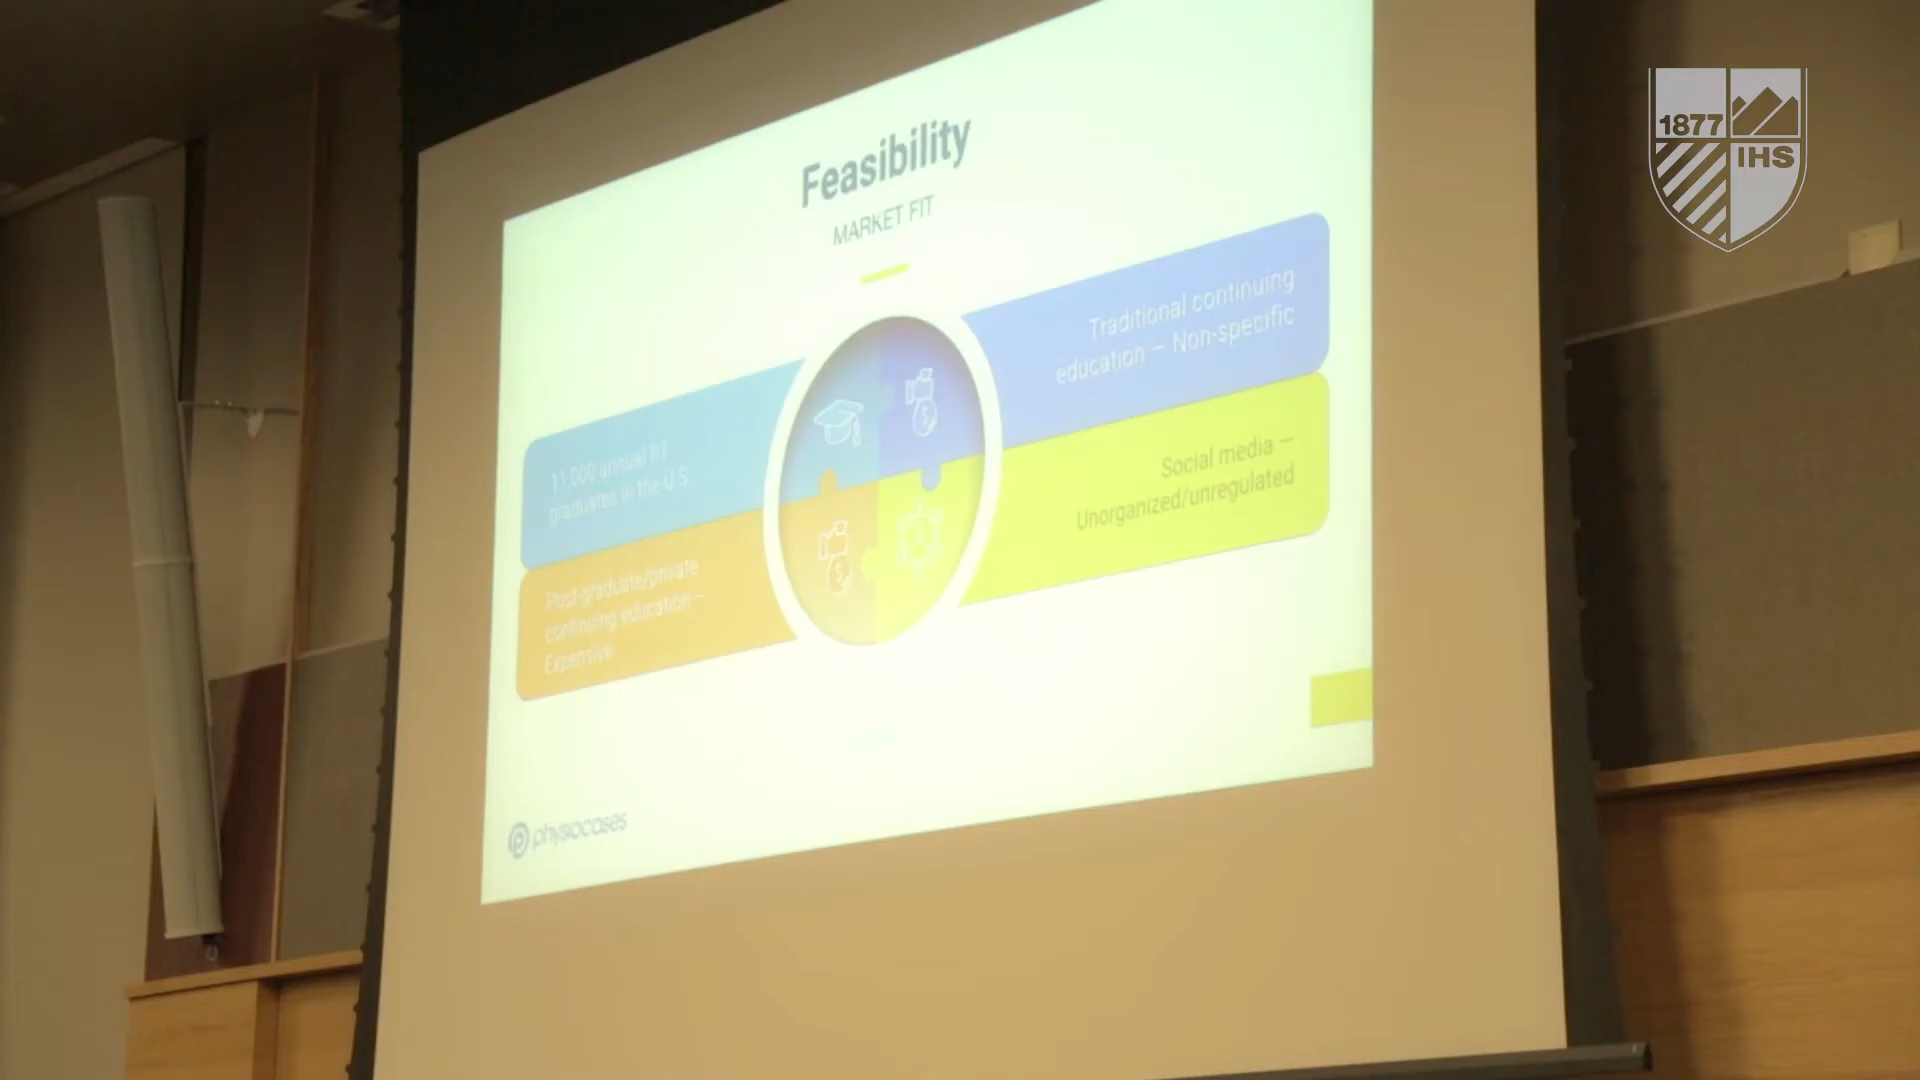 1877
IHS
Feasibility
MARKET FIT
Traditional continuing
education – Non-specific
11,000 annual PT
graduates in the U.S.
Social media –
Unorganized/unregulated
Post-graduate/private
continuing education –
Expensive
physiocases